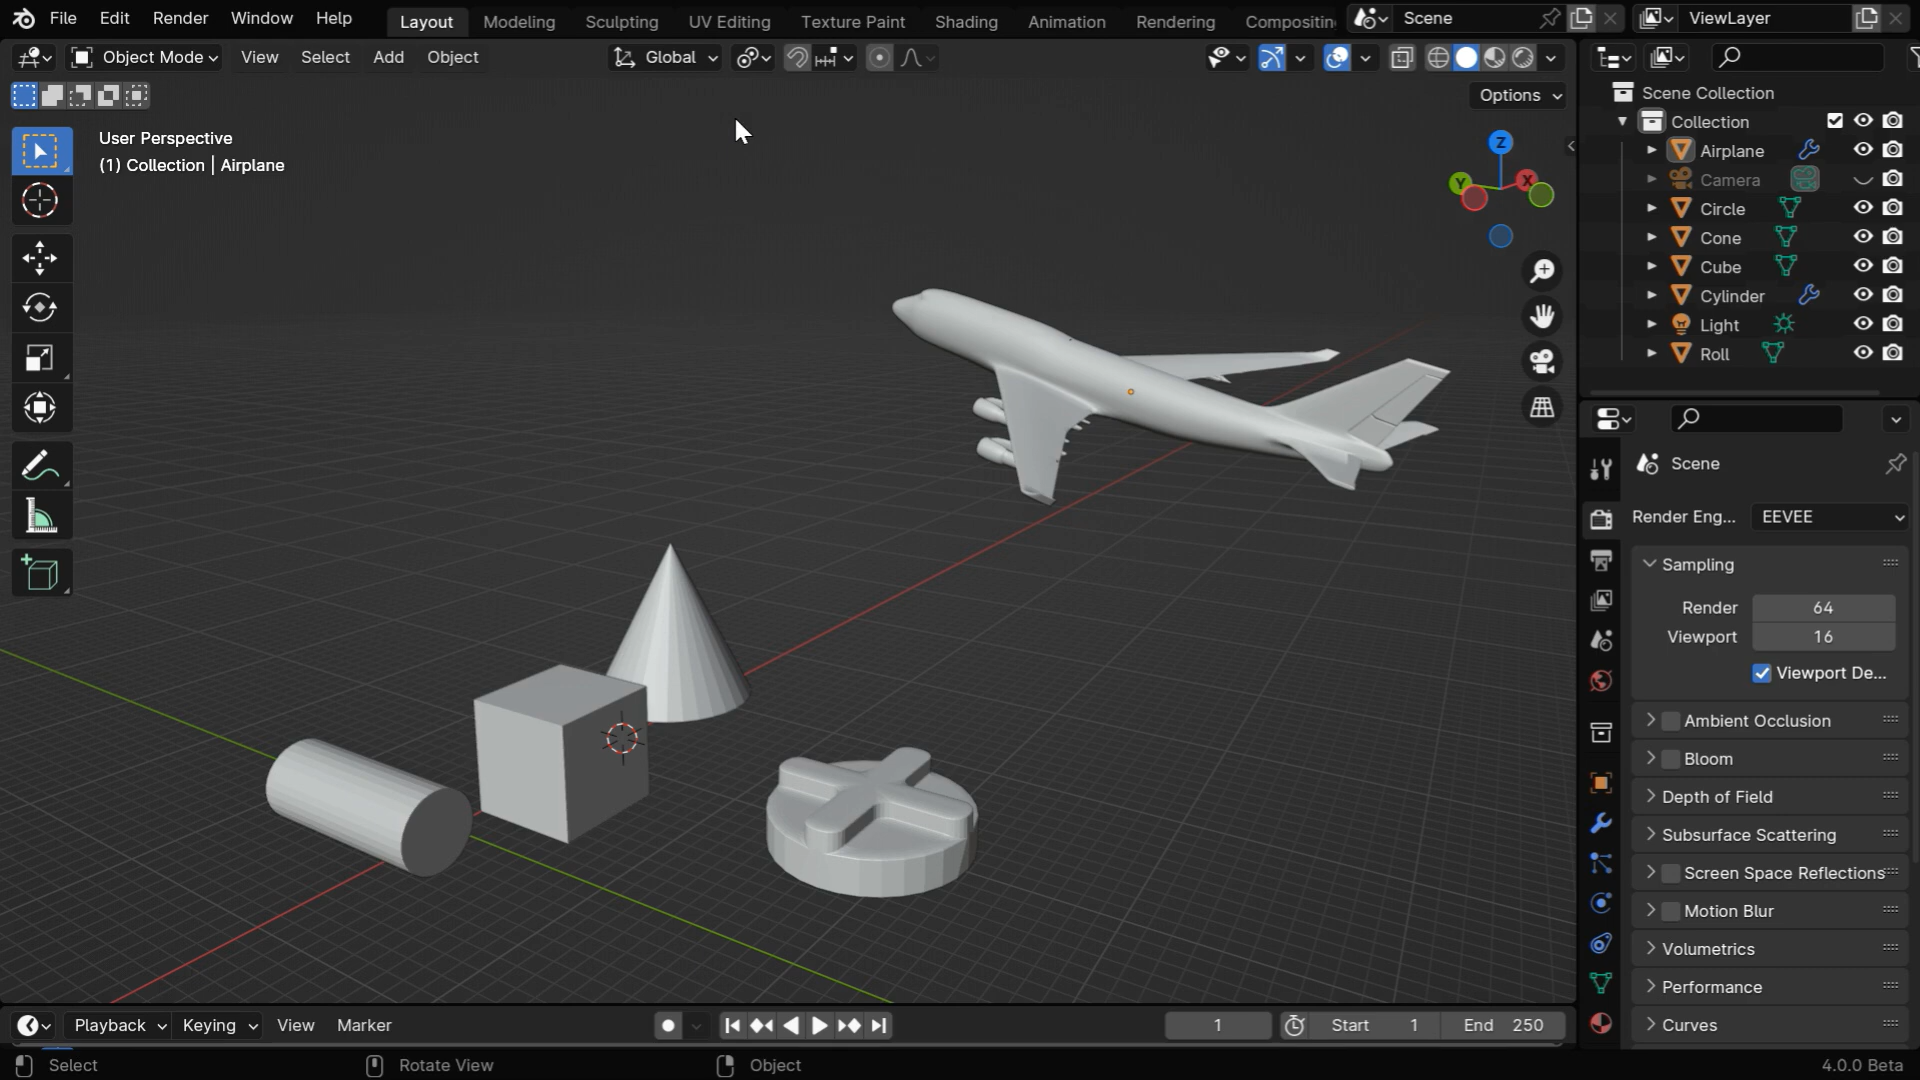 File Edit Render Window Help Layout Modeling Sculpting UV Editing Texture Paint Shading Animation Rendering Compositin Scene ViewLayer
Object Mode View Select Add Object Global
Options
User Perspective
(1) Collection | Airplane
Z
Y
X
Scene Collection
Collection
Airplane
Camera
Circle
Cone
Cube
Cylinder
Light
Roll
Scene
Render Eng... EEVEE
Sampling
Render 64
Viewport 16
Viewport De...
Ambient Occlusion
Bloom
Depth of Field
Subsurface Scattering
Screen Space Reflections
Motion Blur
Volumetrics
Performance
Curves
Playback Keying View Marker 1 Start 1 End 250
Select Rotate View Object 4.0.0 Beta